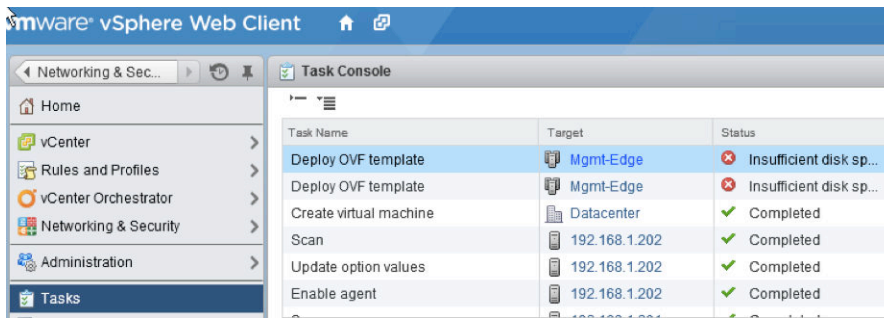 vmware® vSphere Web Client
Networking & Sec...
Home
vCenter
Rules and Profiles
vCenter Orchestrator
Networking & Security
Administration
Tasks
Task Console
Task Name Target Status
Deploy OVF template Mgmt-Edge Insufficient disk sp...
Deploy OVF template Mgmt-Edge Insufficient disk sp...
Create virtual machine Datacenter Completed
Scan 192.168.1.202 Completed
Update option values 192.168.1.202 Completed
Enable agent 192.168.1.202 Completed